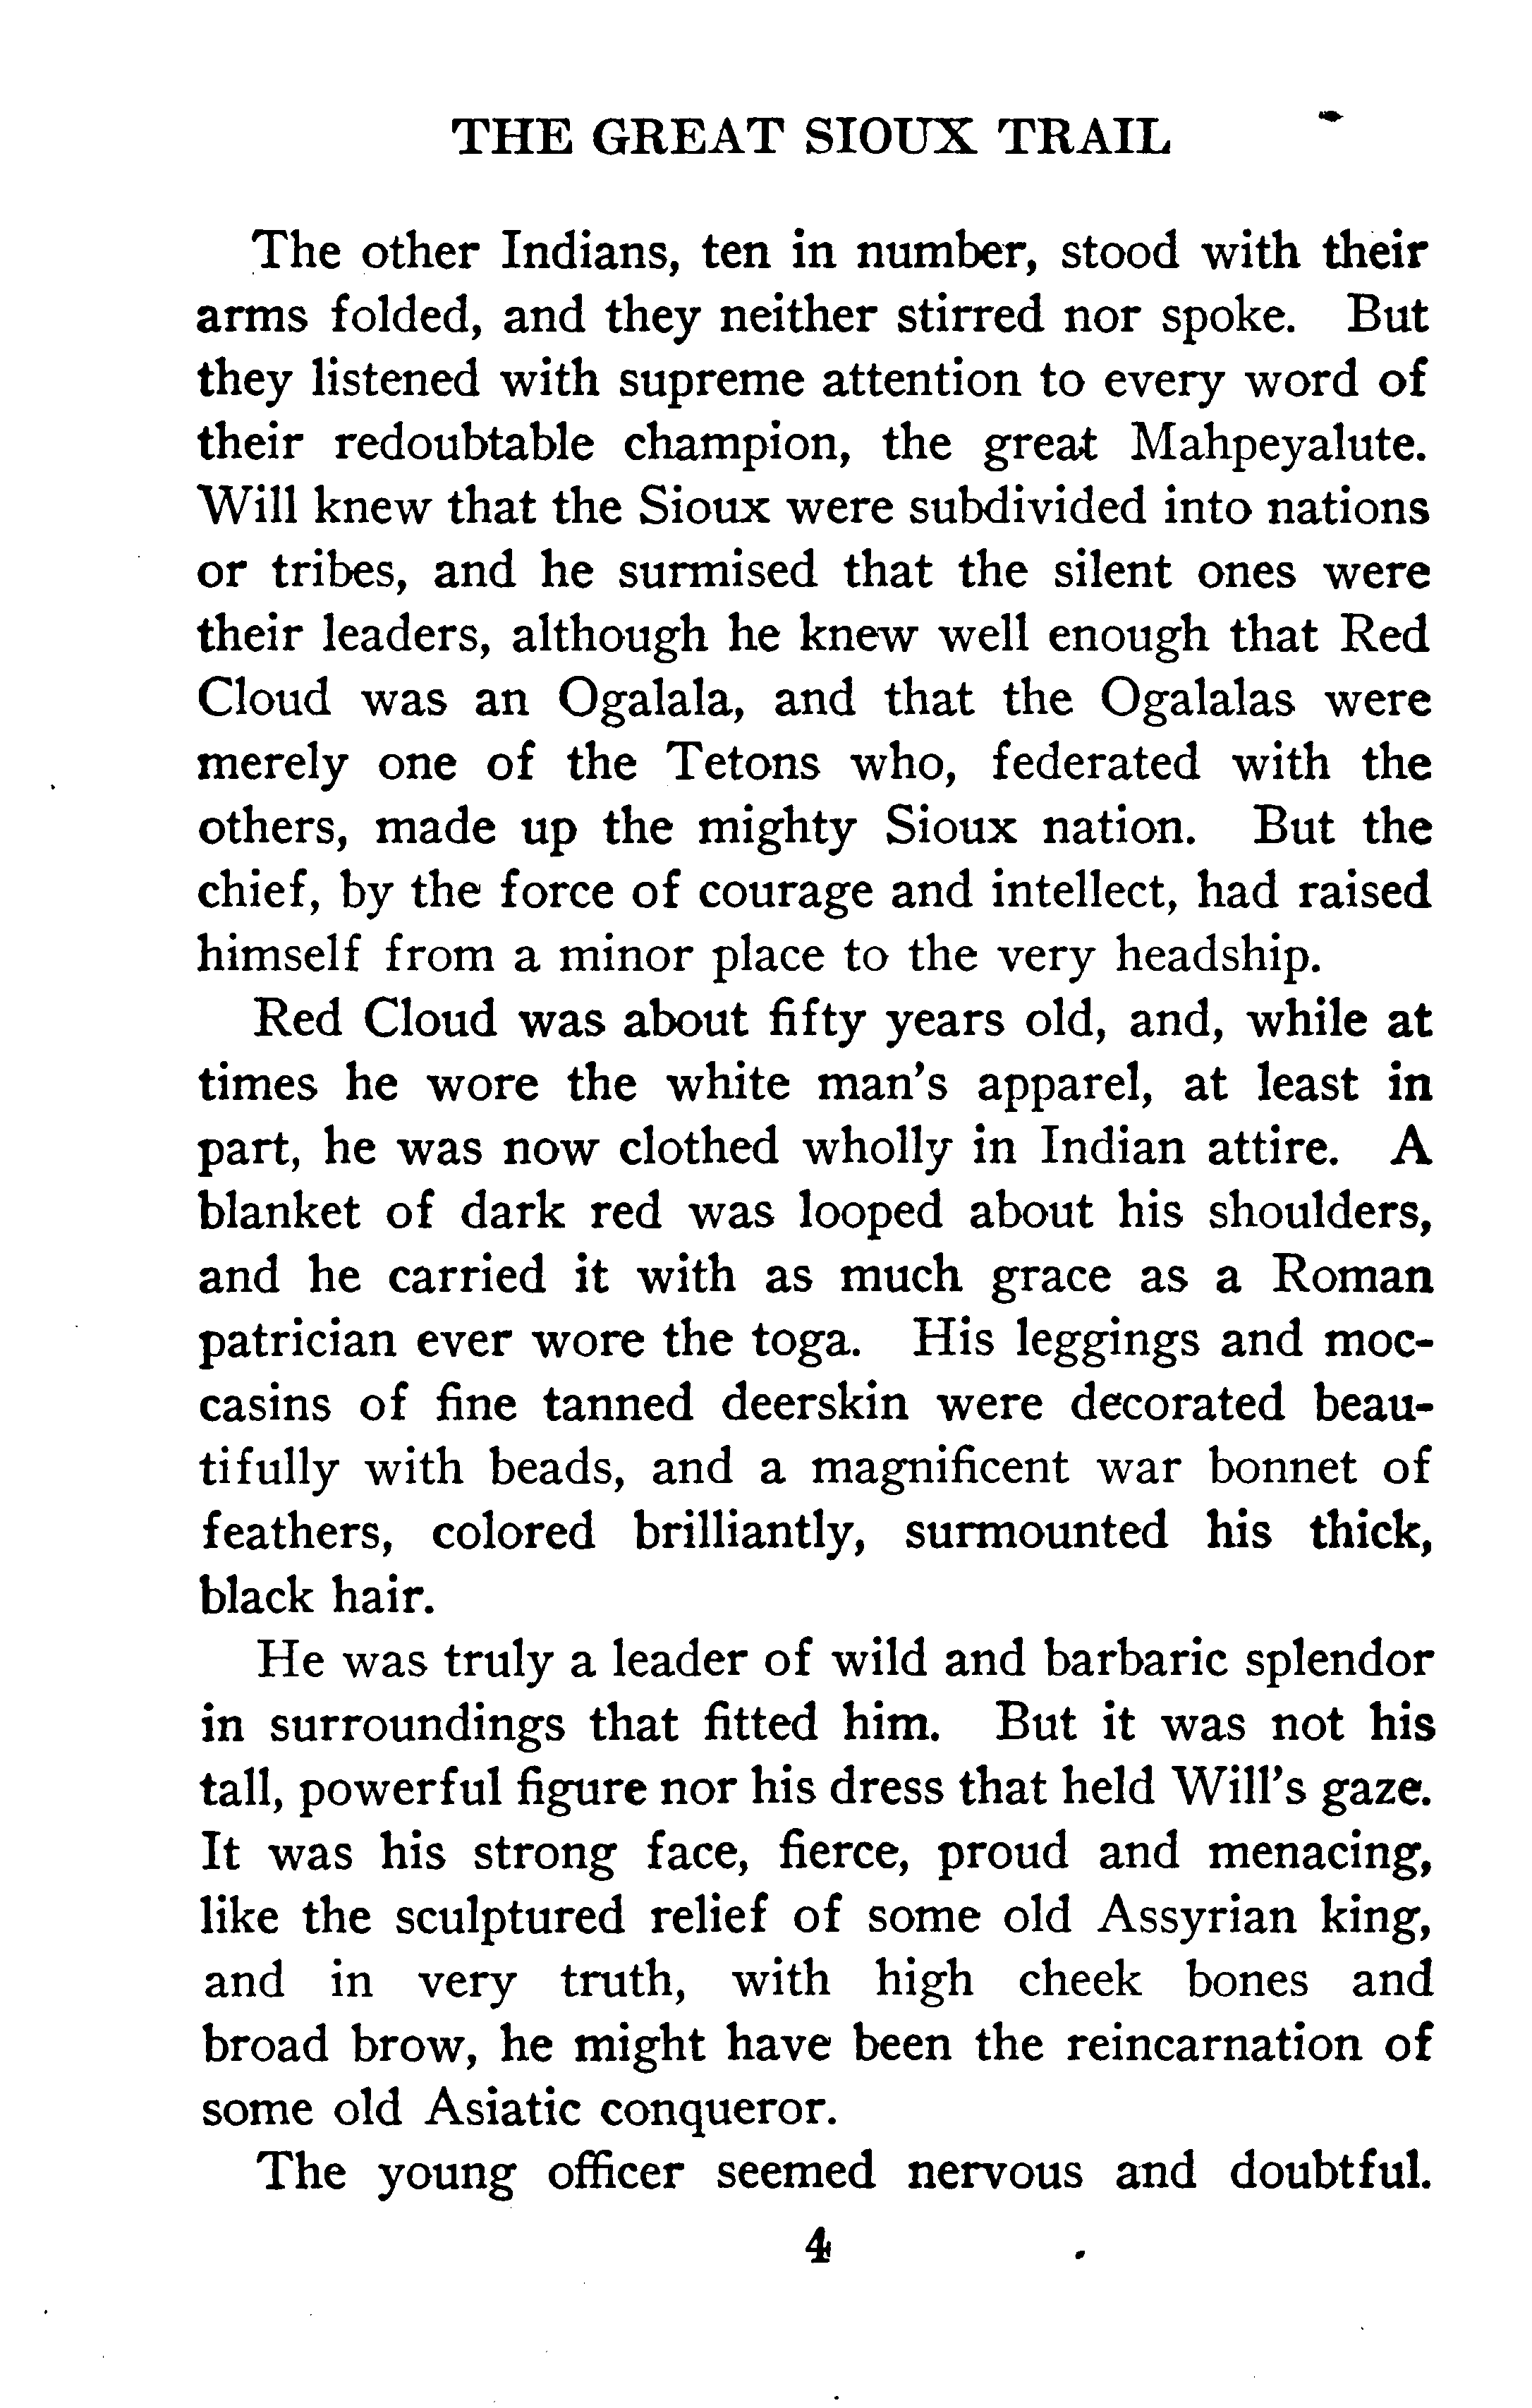 THE GREAT SIOUX TRAIL
The other Indians, ten in number, stood with their
arms folded, and they neither stirred nor spoke. But
they listened with supreme attention to every word of
their redoubtable champion, the great Mahpeyalute.
Will knew that the Sioux were subdivided into nations
or tribes, and he surmised that the silent ones were
their leaders, although he knew well enough that Red
Cloud was an Ogalala, and that the Ogalalas were
merely one of the Tetons who, federated with the
others, made up the mighty Sioux nation. But the
chief, by the force of courage and intellect, had raised
himself from a minor place to the very headship.
Red Cloud was about fifty years old, and, while at
times he wore the white man's apparel, at least in
part, he was now clothed wholly in Indian attire. A
blanket of dark red was looped about his shoulders,
and he carried it with as much grace as a Roman
patrician ever wore the toga. His leggings and moc-
casins of fine tanned deerskin were decorated beau-
tifully with beads, and a magnificent war bonnet of
feathers, colored brilliantly, surmounted his thick,
black hair.
He was truly a leader of wild and barbaric splendor
in surroundings that fitted him. But it was not his
tall, powerful figure nor his dress that held Will's gaze.
It was his strong face, fierce, proud and menacing,
like the sculptured relief of some old Assyrian king,
and in very truth, with high cheek bones and
broad brow, he might have been the reincarnation of
some old Asiatic conqueror.
The young officer seemed nervous and doubtful.
4